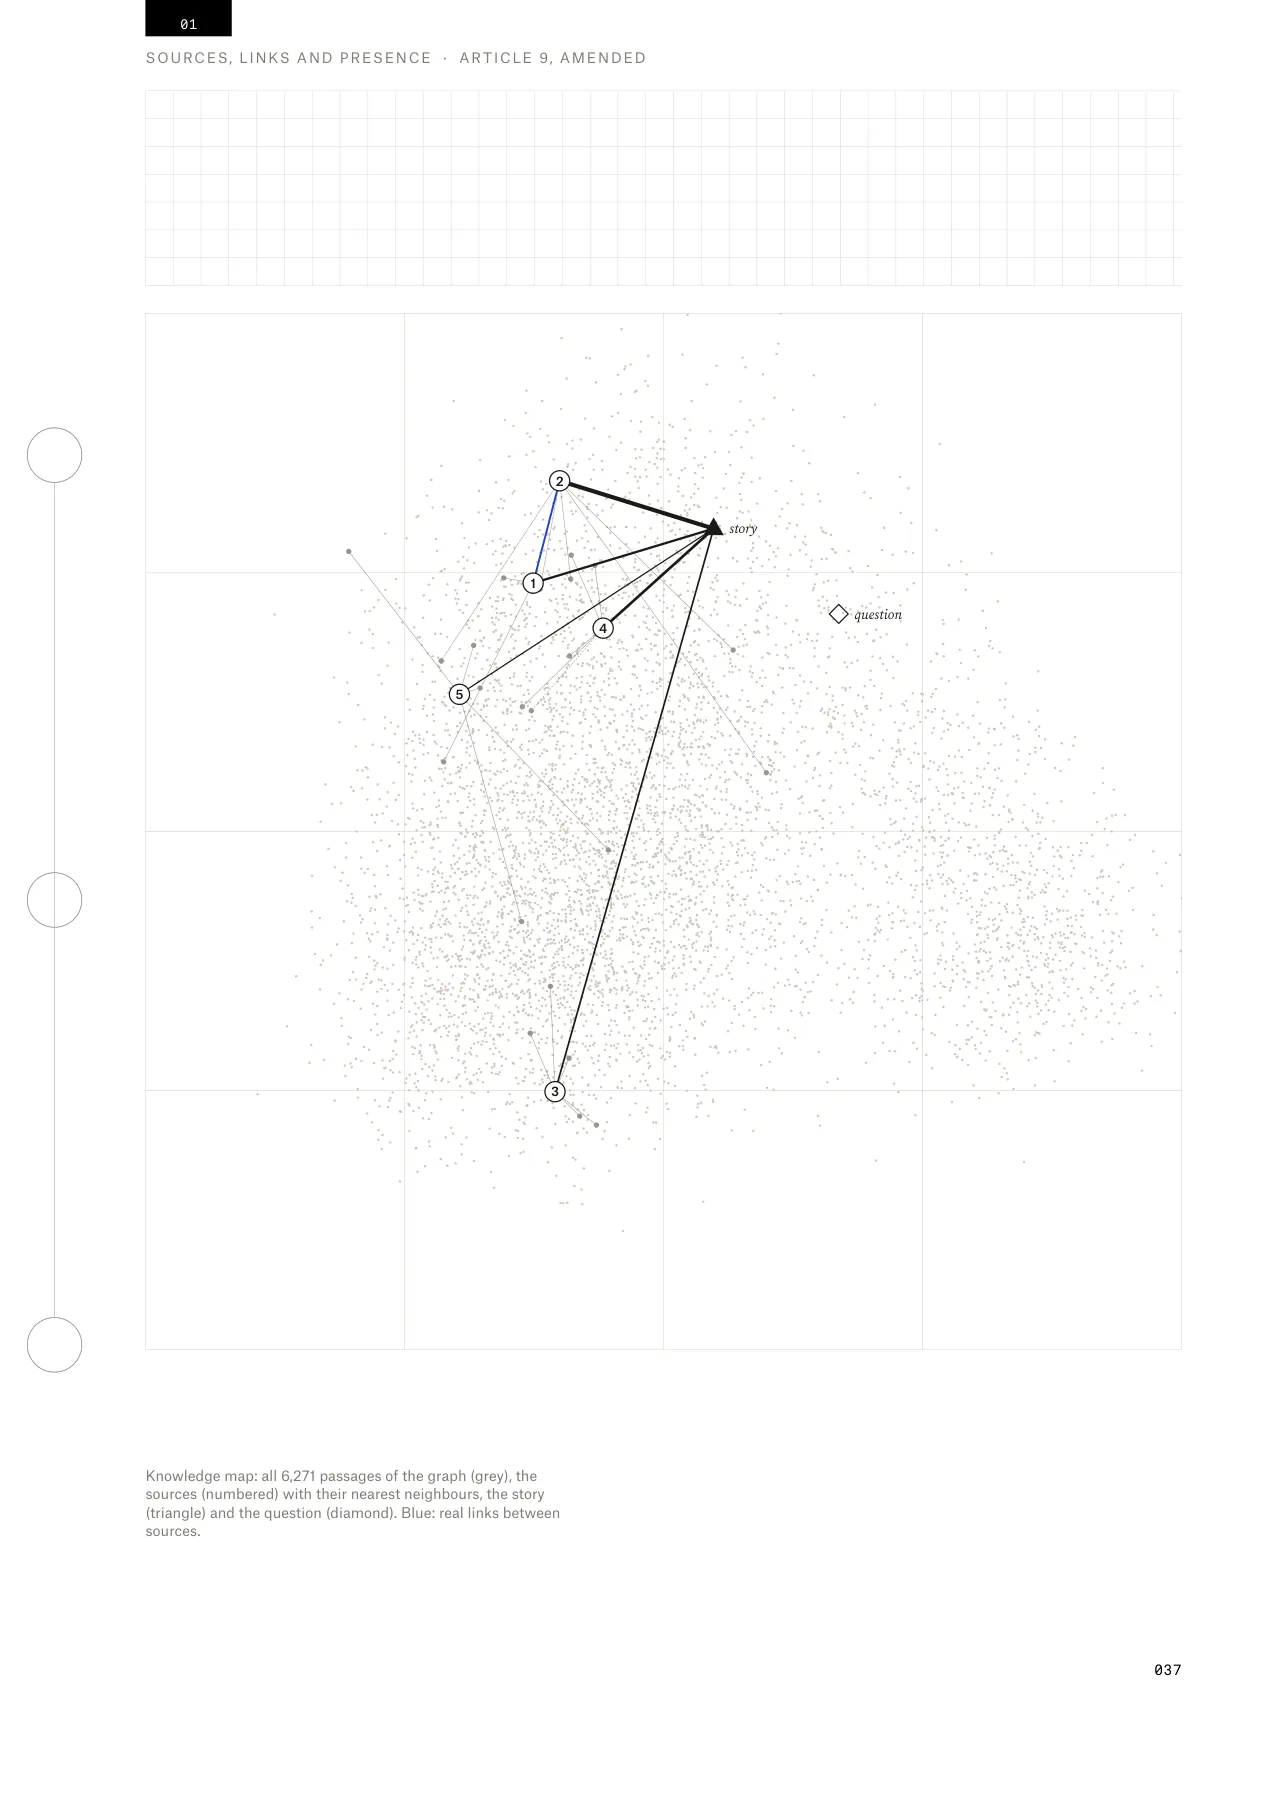 01
SOURCES, LINKS AND PRESENCE · ARTICLE 9, AMENDED
2
story
1
question
4
5
3
Knowledge map: all 6,271 passages of the graph (grey), the
sources (numbered) with their nearest neighbours, the story
(triangle) and the question (diamond). Blue: real links between
sources.
037